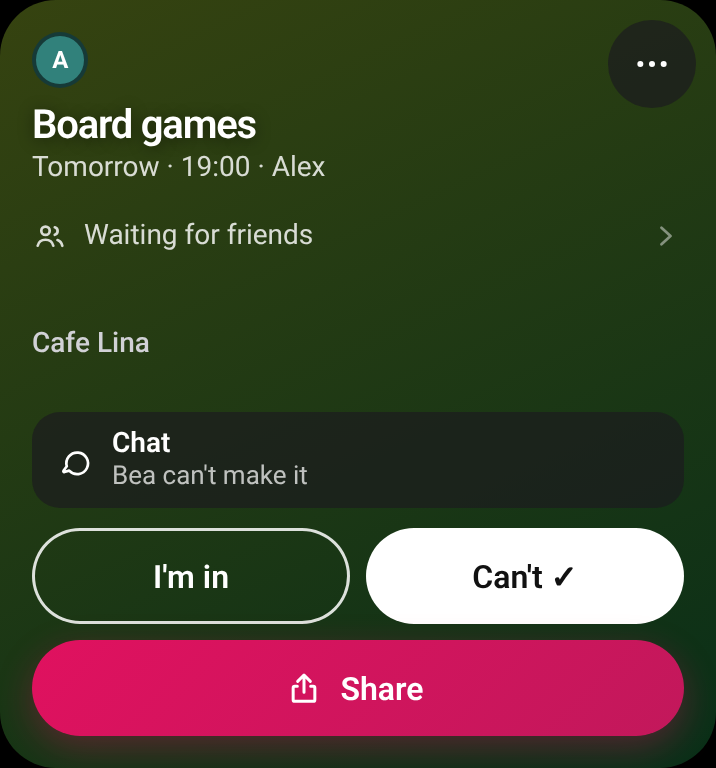 A
Board games
Tomorrow · 19:00 · Alex
Waiting for friends
Cafe Lina
Chat
Bea can't make it
I'm in
Can't ✓
Share